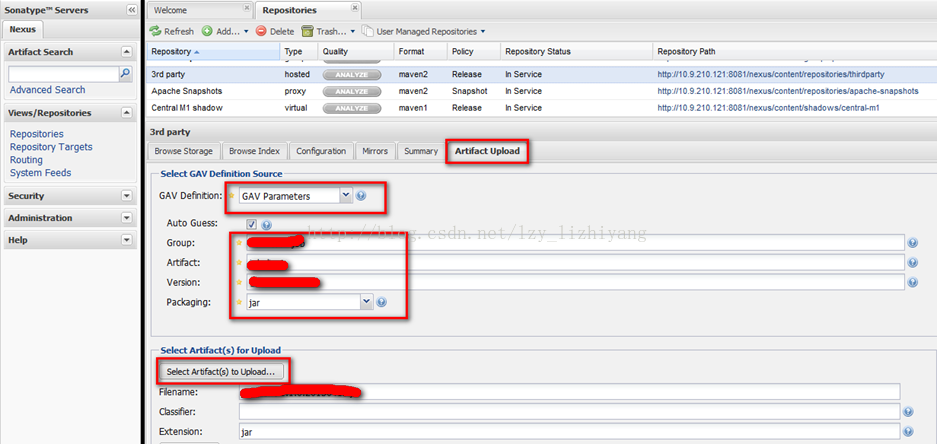 Sonatype™ Servers
Nexus
Artifact Search
Advanced Search
Views/Repositories
Repositories
Repository Targets
Routing
System Feeds
Security
Administration
Help
Welcome
Repositories
Refresh Add... Delete Trash... User Managed Repositories
Repository Type Quality Format Policy Repository Status Repository Path
3rd party hosted ANALYZE maven2 Release In Service http://10.9.210.121:8081/nexus/content/repositories/thirdparty
Apache Snapshots proxy ANALYZE maven2 Snapshot In Service http://10.9.210.121:8081/nexus/content/repositories/apache-snapshots
Central M1 shadow virtual ANALYZE maven1 Release In Service http://10.9.210.121:8081/nexus/content/shadows/central-m1
3rd party
Browse Storage Browse Index Configuration Mirrors Summary Artifact Upload
Select GAV Definition Source
GAV Definition: GAV Parameters
Auto Guess:
http://blog.csdn.net/lzy_lizhiyang
Group:
Artifact:
Version:
Packaging: jar
Select Artifact(s) for Upload
Select Artifact(s) to Upload...
Filename:
Classifier:
Extension: jar